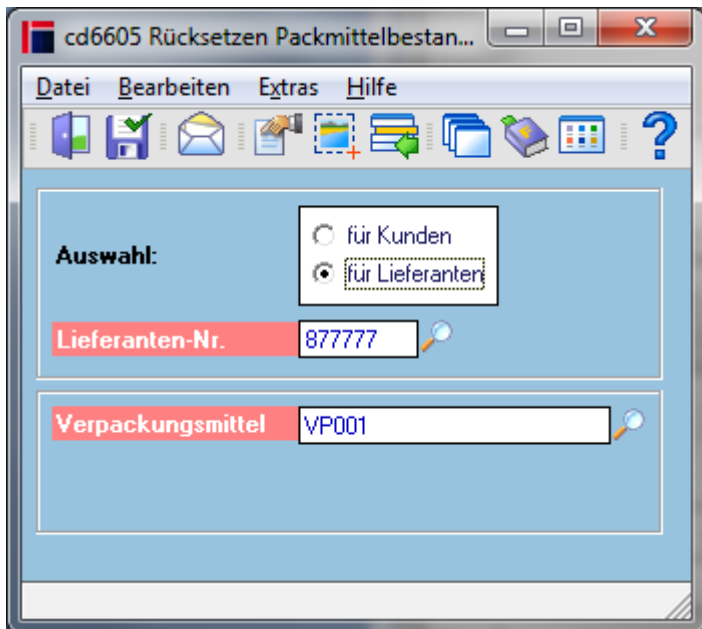 cd6605 Rücksetzen Packmittelbestan...
Datei Bearbeiten Extras Hilfe
Auswahl:
für Kunden
für Lieferanten
Lieferanten-Nr. 877777
Verpackungsmittel VP001